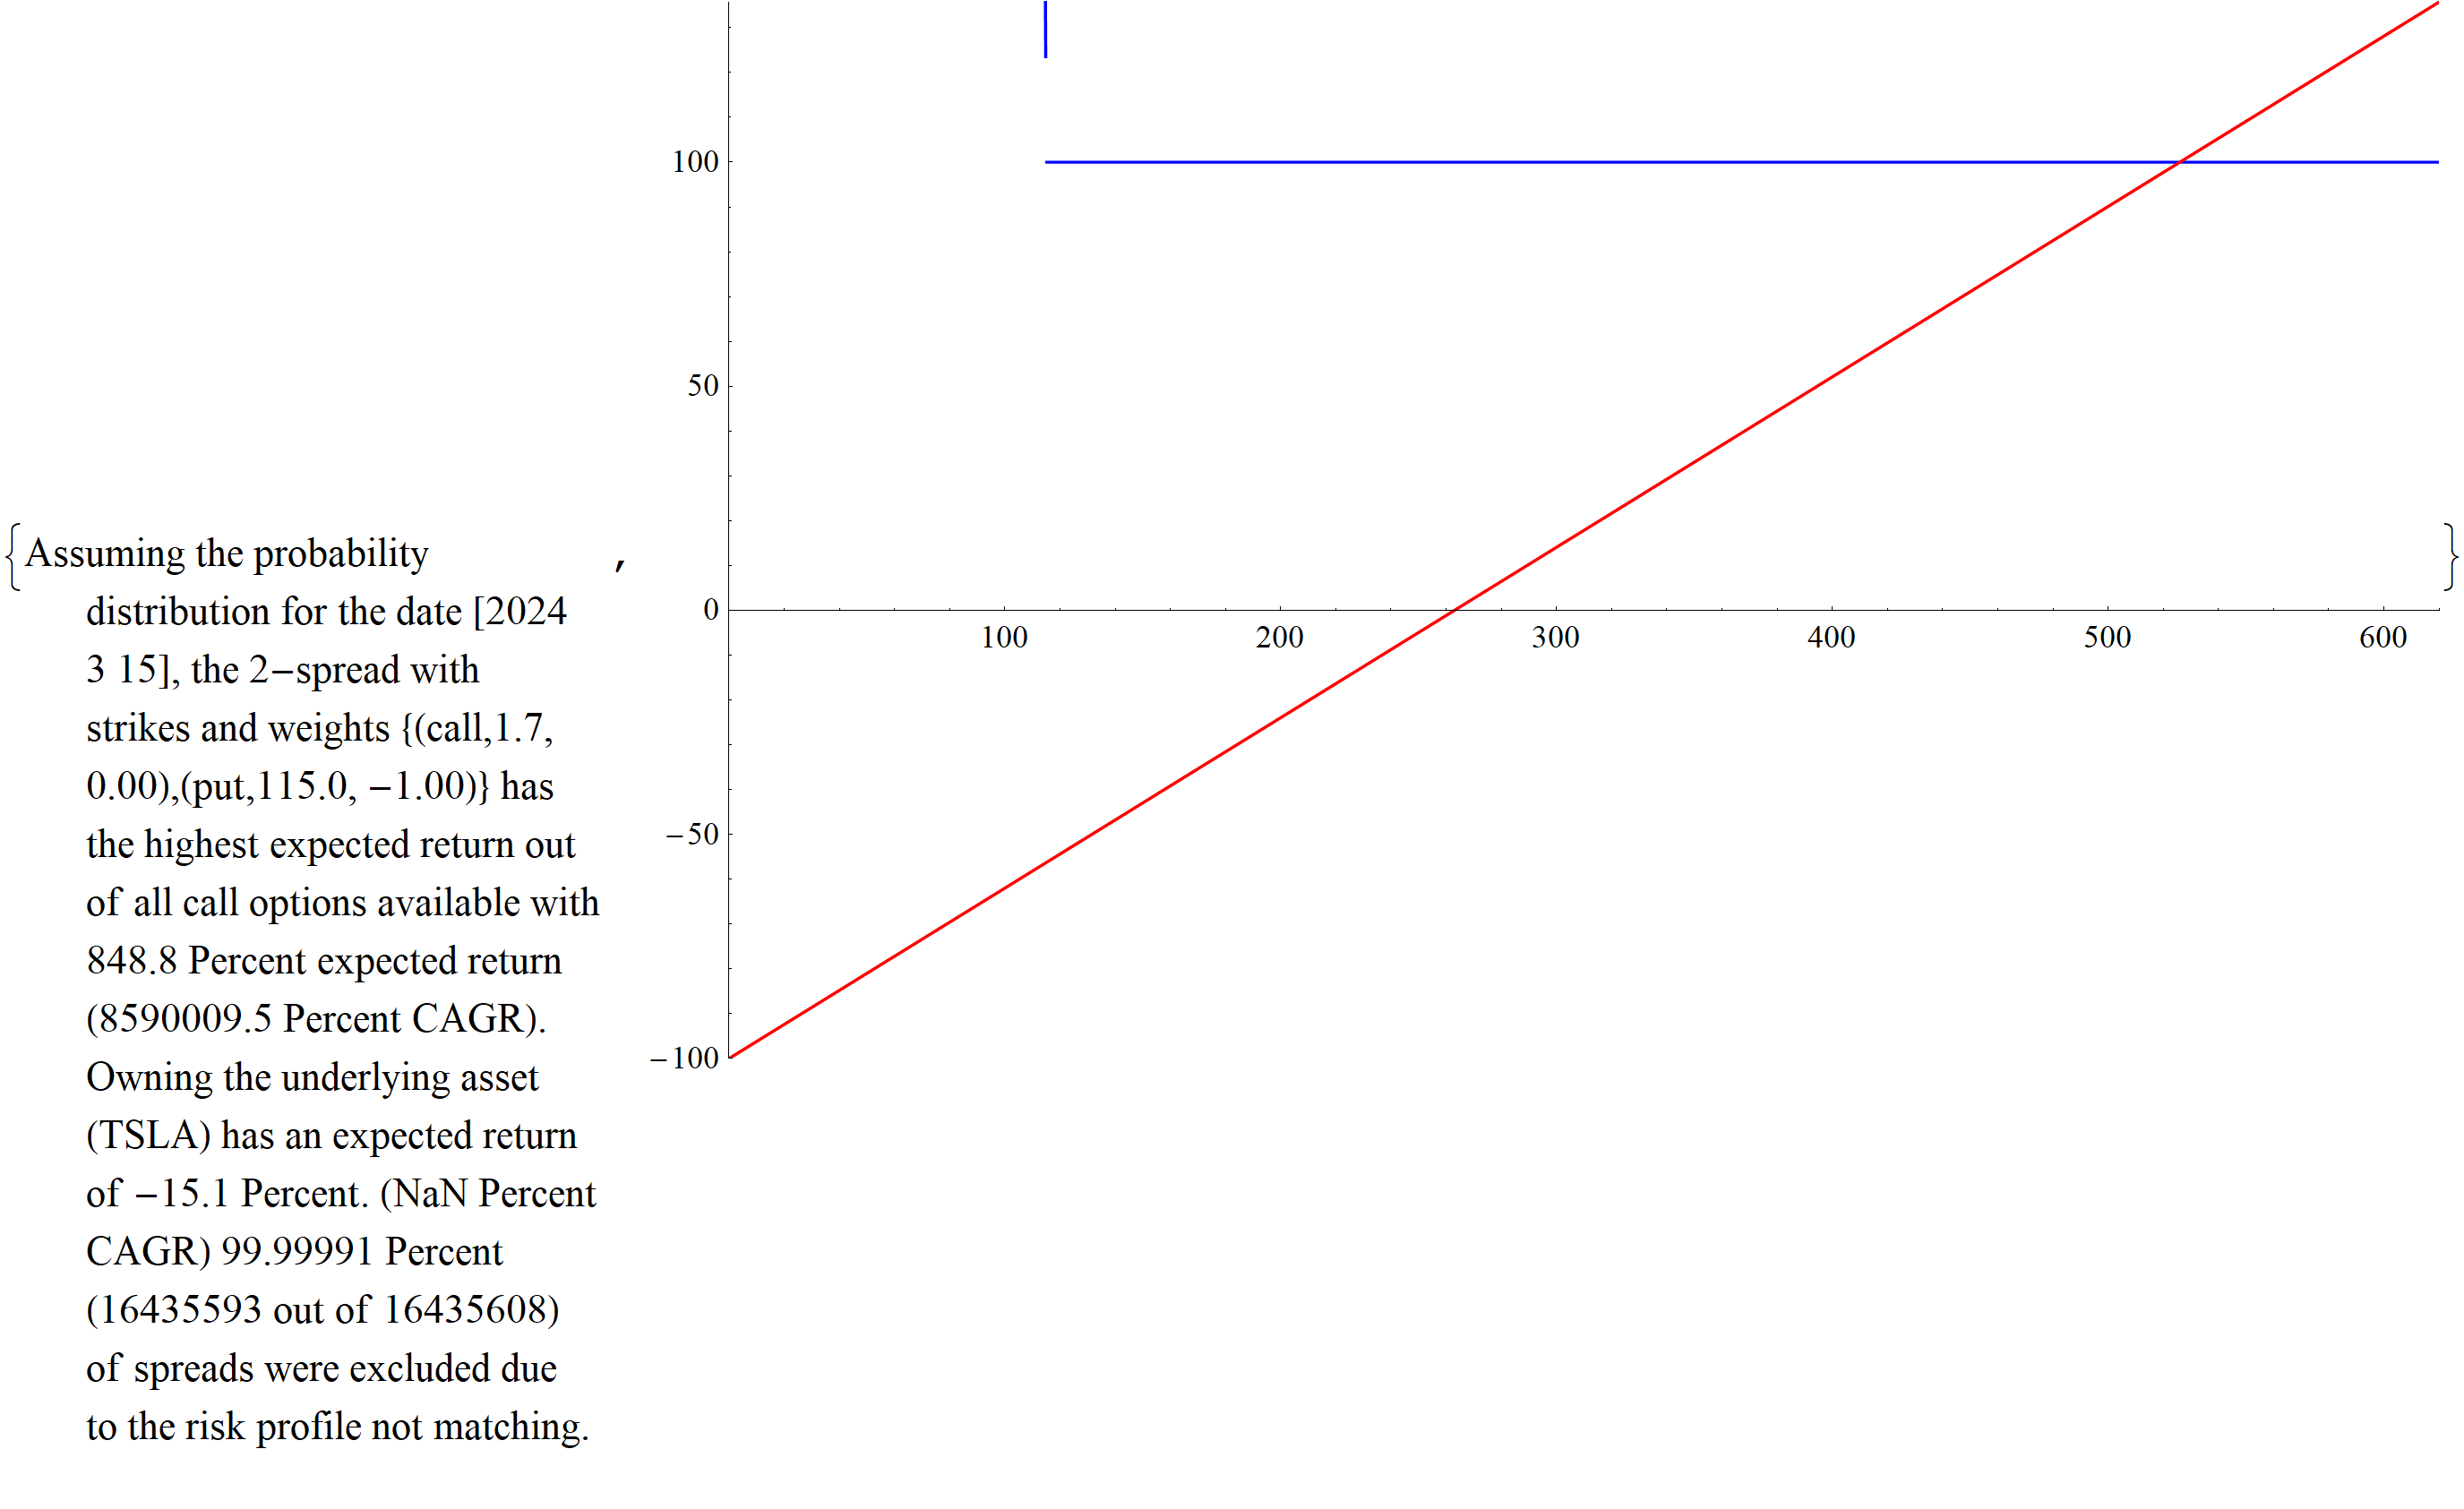 {Assuming the probability ,
distribution for the date [2024
3 15], the 2−spread with
strikes and weights {(call,1.7,
0.00),(put,115.0, −1.00)} has
the highest expected return out
of all call options available with
848.8 Percent expected return
(8590009.5 Percent CAGR).
Owning the underlying asset
(TSLA) has an expected return
of −15.1 Percent. (NaN Percent
CAGR) 99.99991 Percent
(16435593 out of 16435608)
of spreads were excluded due
to the risk profile not matching.
100
50
0
−50
−100
100 200 300 400 500 600
}